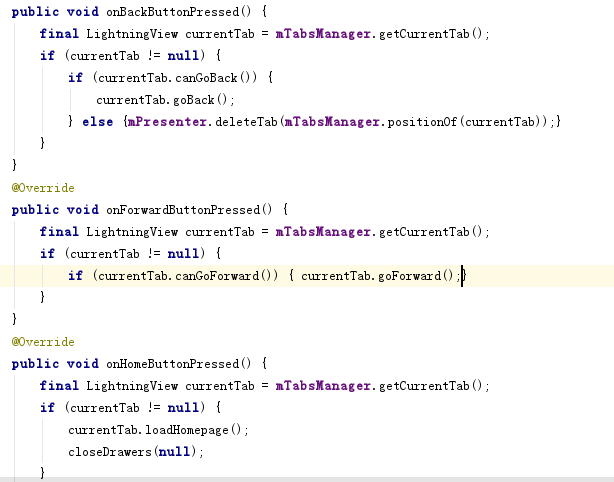 public void onBackButtonPressed() {
    final LightningView currentTab = mTabsManager.getCurrentTab();
    if (currentTab != null) {
        if (currentTab.canGoBack()) {
            currentTab.goBack();
        } else {mPresenter.deleteTab(mTabsManager.positionOf(currentTab));}
    }
}
@Override
public void onForwardButtonPressed() {
    final LightningView currentTab = mTabsManager.getCurrentTab();
    if (currentTab != null) {
        if (currentTab.canGoForward()) { currentTab.goForward();}
    }
}
@Override
public void onHomeButtonPressed() {
    final LightningView currentTab = mTabsManager.getCurrentTab();
    if (currentTab != null) {
        currentTab.loadHomepage();
        closeDrawers(null);
    }